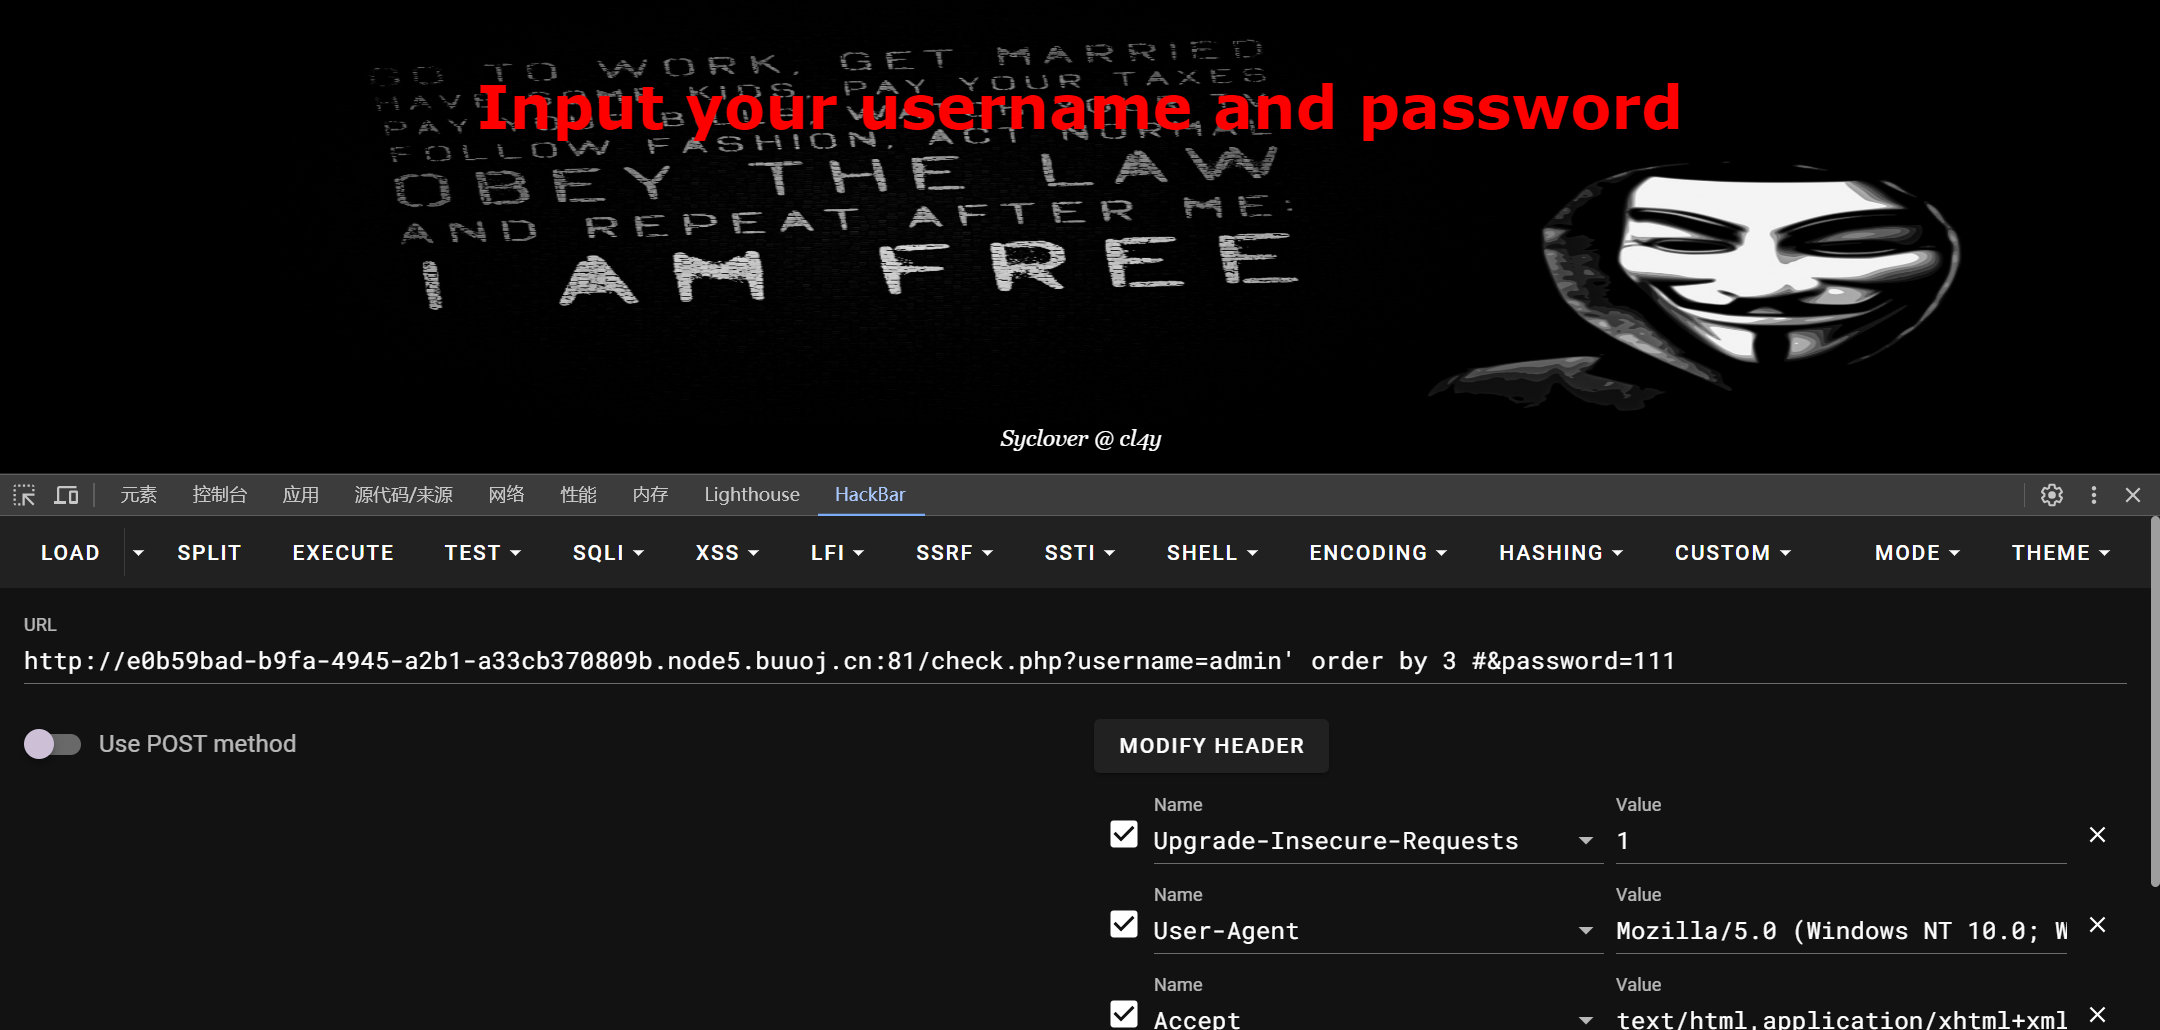 GO TO WORK, GET MARRIED
HAVE SOME KIDS, PAY YOUR TAXES
PAY YOUR BILLS, WATCH YOUR TV
FOLLOW FASHION, ACT NORMAL
OBEY THE LAW
AND REPEAT AFTER ME:
I AM FREE
Input your username and password
Syclover @ cl4y
元素 控制台 应用 源代码/来源 网络 性能 内存 Lighthouse HackBar
LOAD SPLIT EXECUTE TEST SQLI XSS LFI SSRF SSTI SHELL ENCODING HASHING CUSTOM MODE THEME
URL
http://e0b59bad-b9fa-4945-a2b1-a33cb370809b.node5.buuoj.cn:81/check.php?username=admin' order by 3 #&password=111
Use POST method
MODIFY HEADER
Name Value
Upgrade-Insecure-Requests 1
Name Value
User-Agent Mozilla/5.0 (Windows NT 10.0; W
Name Value
Accept text/html,application/xhtml+xml